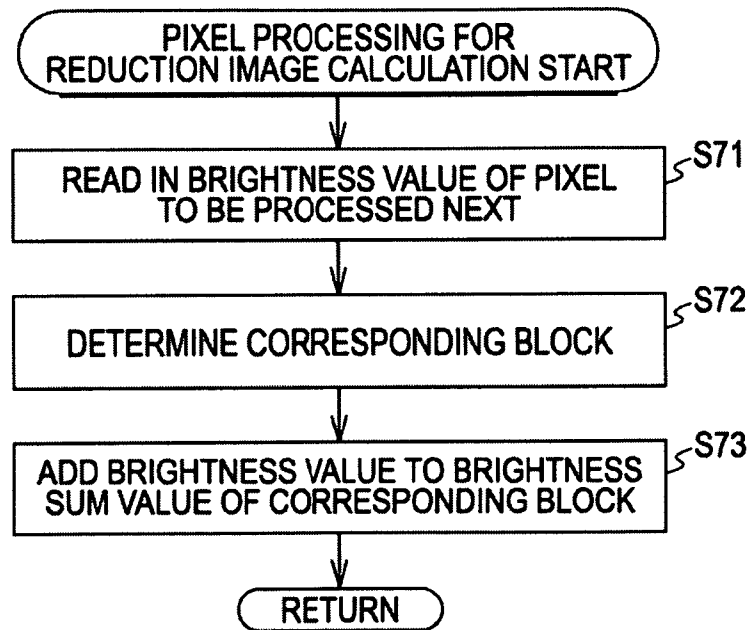 PIXEL PROCESSING FOR
REDUCTION IMAGE CALCULATION START
S71
READ IN BRIGHTNESS VALUE OF PIXEL
TO BE PROCESSED NEXT
S72
DETERMINE CORRESPONDING BLOCK
S73
ADD BRIGHTNESS VALUE TO BRIGHTNESS
SUM VALUE OF CORRESPONDING BLOCK
RETURN